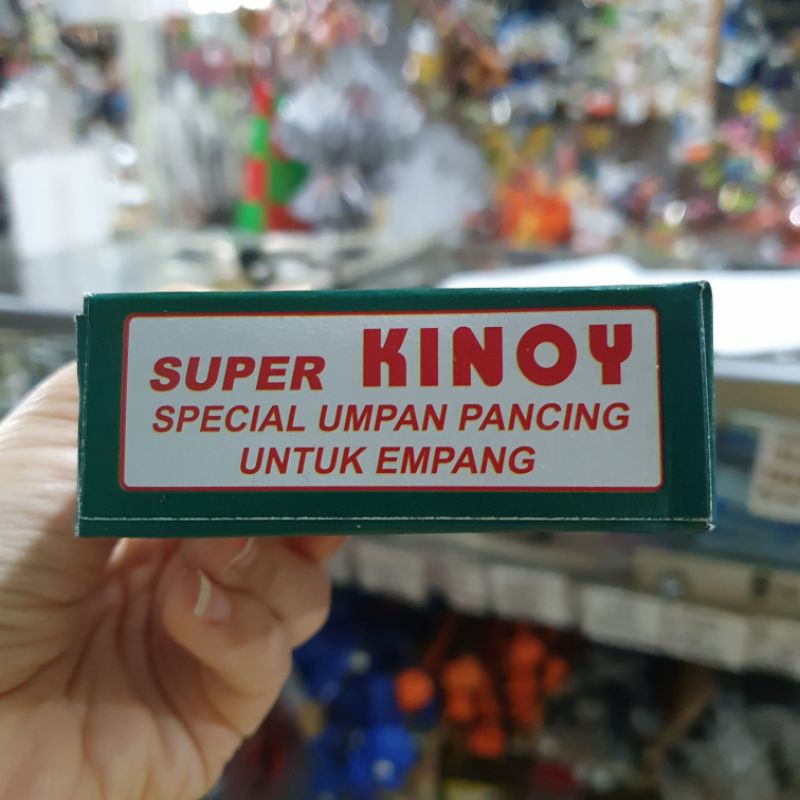 SUPER KINOY
SPECIAL UMPAN PANCING
UNTUK EMPANG